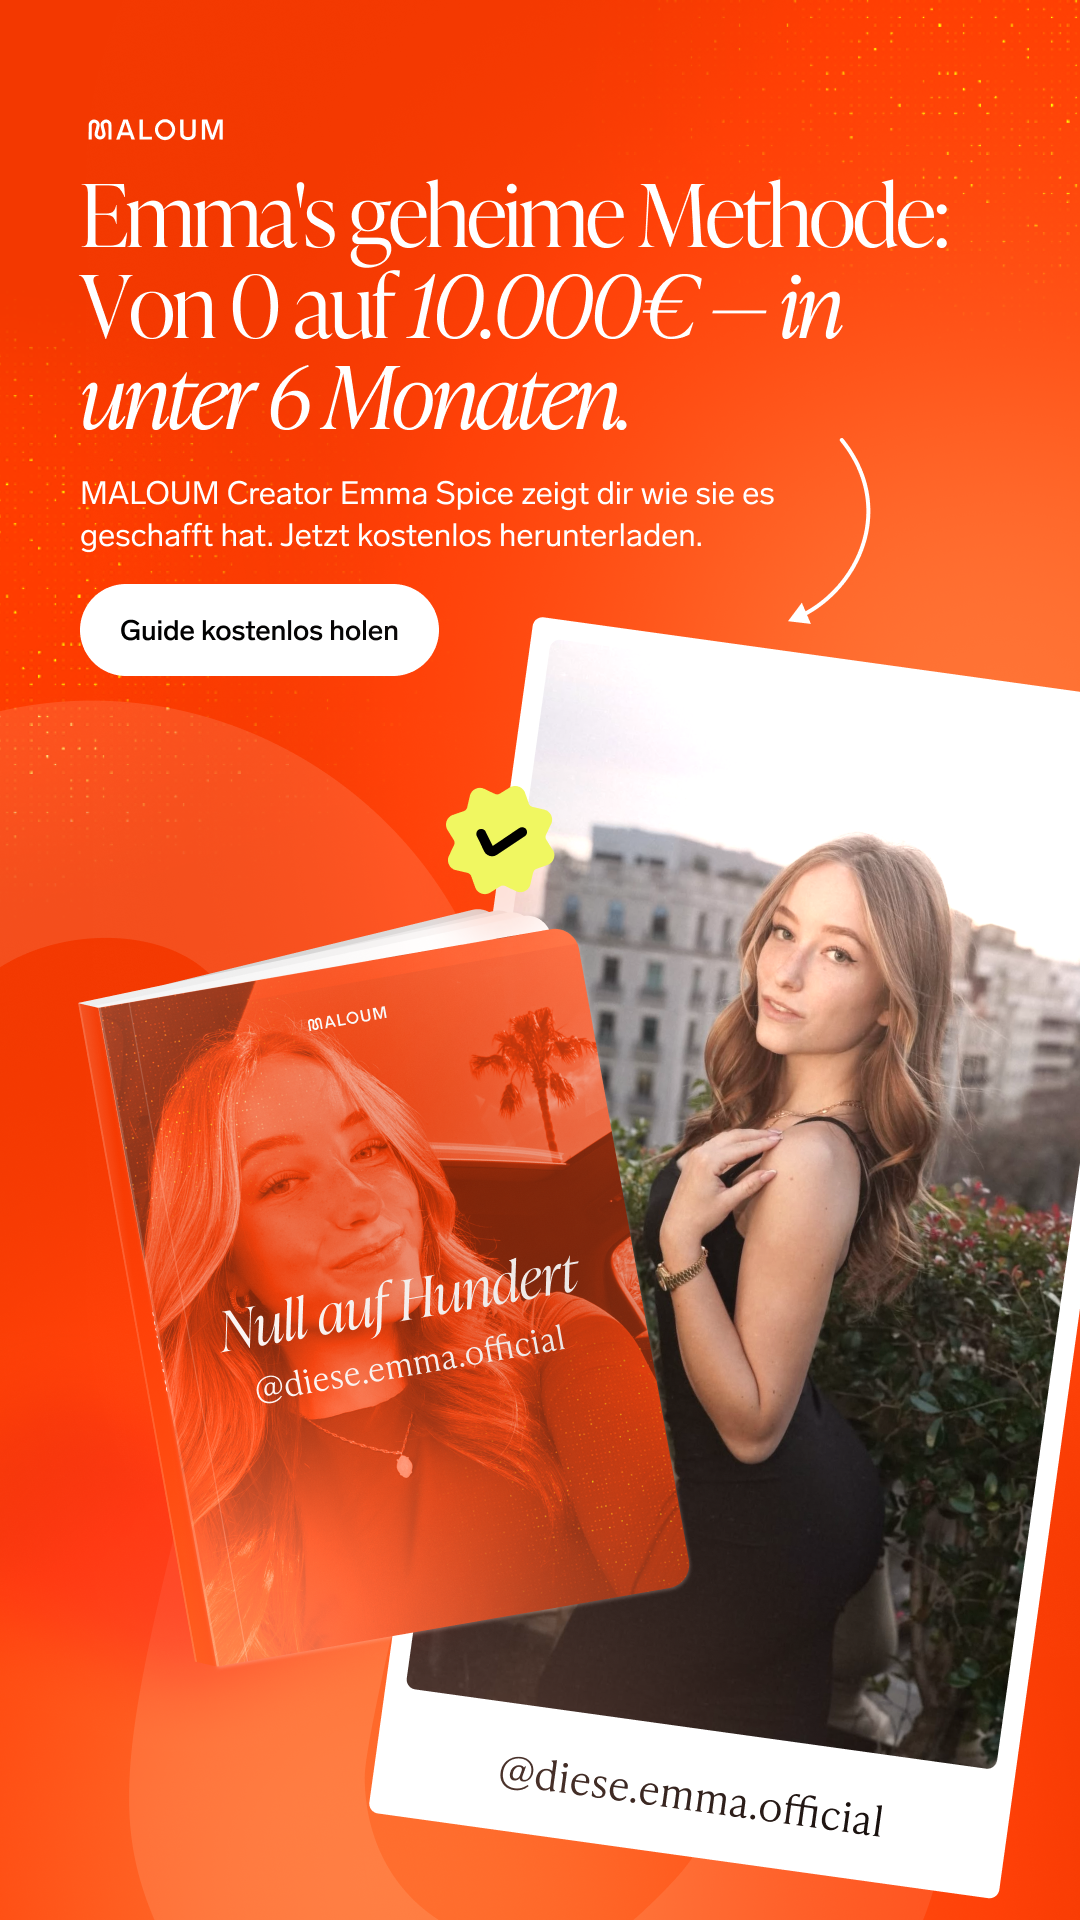 MALOUM
Emma's geheime Methode:
Von 0 auf 10.000€ – in
unter 6 Monaten.
MALOUM Creator Emma Spice zeigt dir wie sie es
geschafft hat. Jetzt kostenlos herunterladen.
Guide kostenlos holen
MALOUM
Null auf Hundert
@diese.emma.official
@diese.emma.official